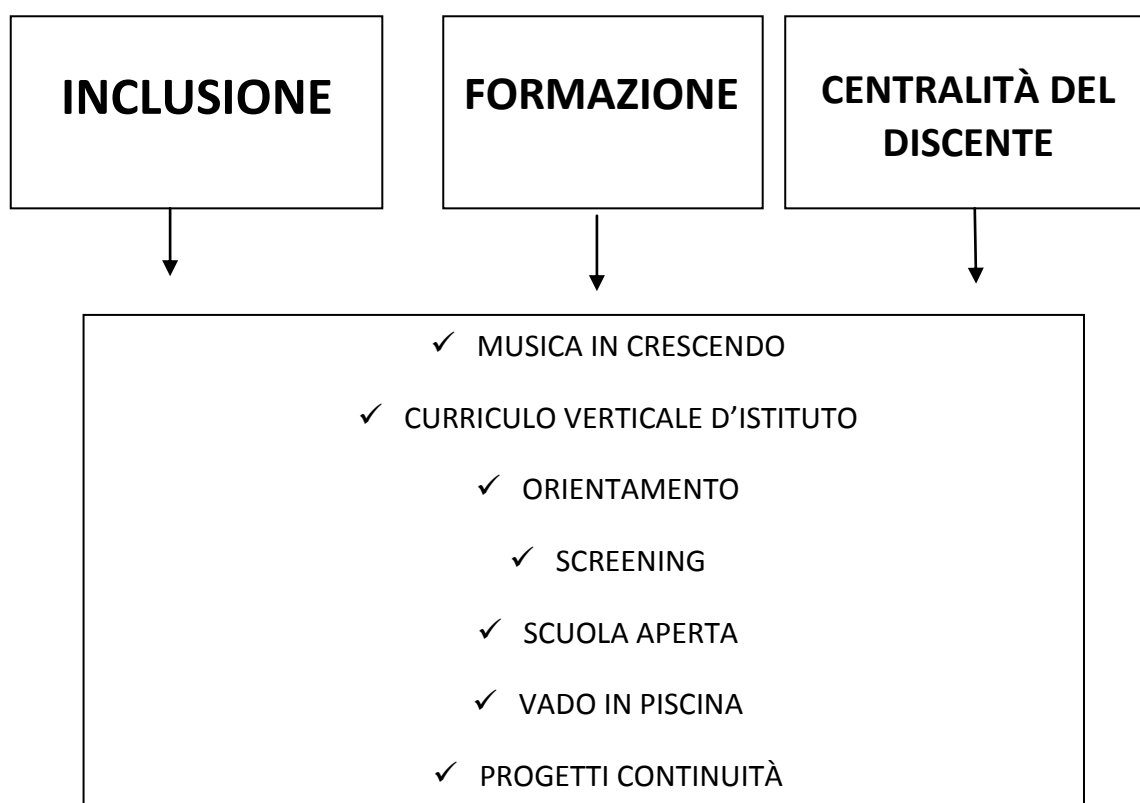 INCLUSIONE
FORMAZIONE
CENTRALITÀ DEL
DISCENTE
✓ MUSICA IN CRESCENDO
✓ CURRICULO VERTICALE D’ISTITUTO
✓ ORIENTAMENTO
✓ SCREENING
✓ SCUOLA APERTA
✓ VADO IN PISCINA
✓ PROGETTI CONTINUITÀ